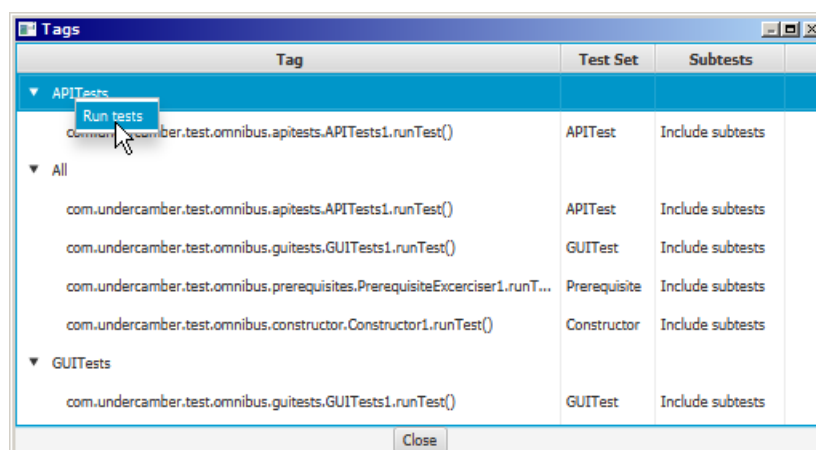 Tags
Tag Test Set Subtests
APITests
Run tests
com.undercamber.test.omnibus.apitests.APITests1.runTest() APITest Include subtests
All
com.undercamber.test.omnibus.apitests.APITests1.runTest() APITest Include subtests
com.undercamber.test.omnibus.guitests.GUITests1.runTest() GUITest Include subtests
com.undercamber.test.omnibus.prerequisites.PrerequisiteExcerciser1.runT... Prerequisite Include subtests
com.undercamber.test.omnibus.constructor.Constructor1.runTest() Constructor Include subtests
GUITests
com.undercamber.test.omnibus.guitests.GUITests1.runTest() GUITest Include subtests
Close